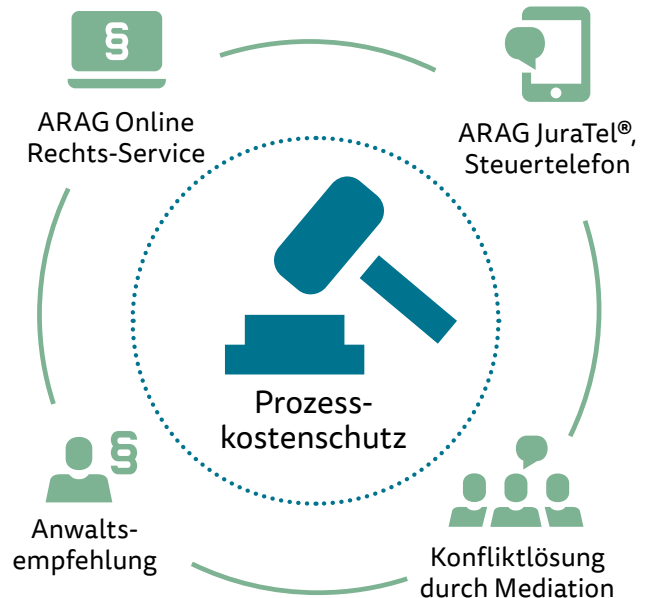 §
ARAG Online
Rechts-Service
ARAG JuraTel®,
Steuertelefon
Prozess-
kostenschutz
§
Anwalts-
empfehlung
Konfliktlösung
durch Mediation